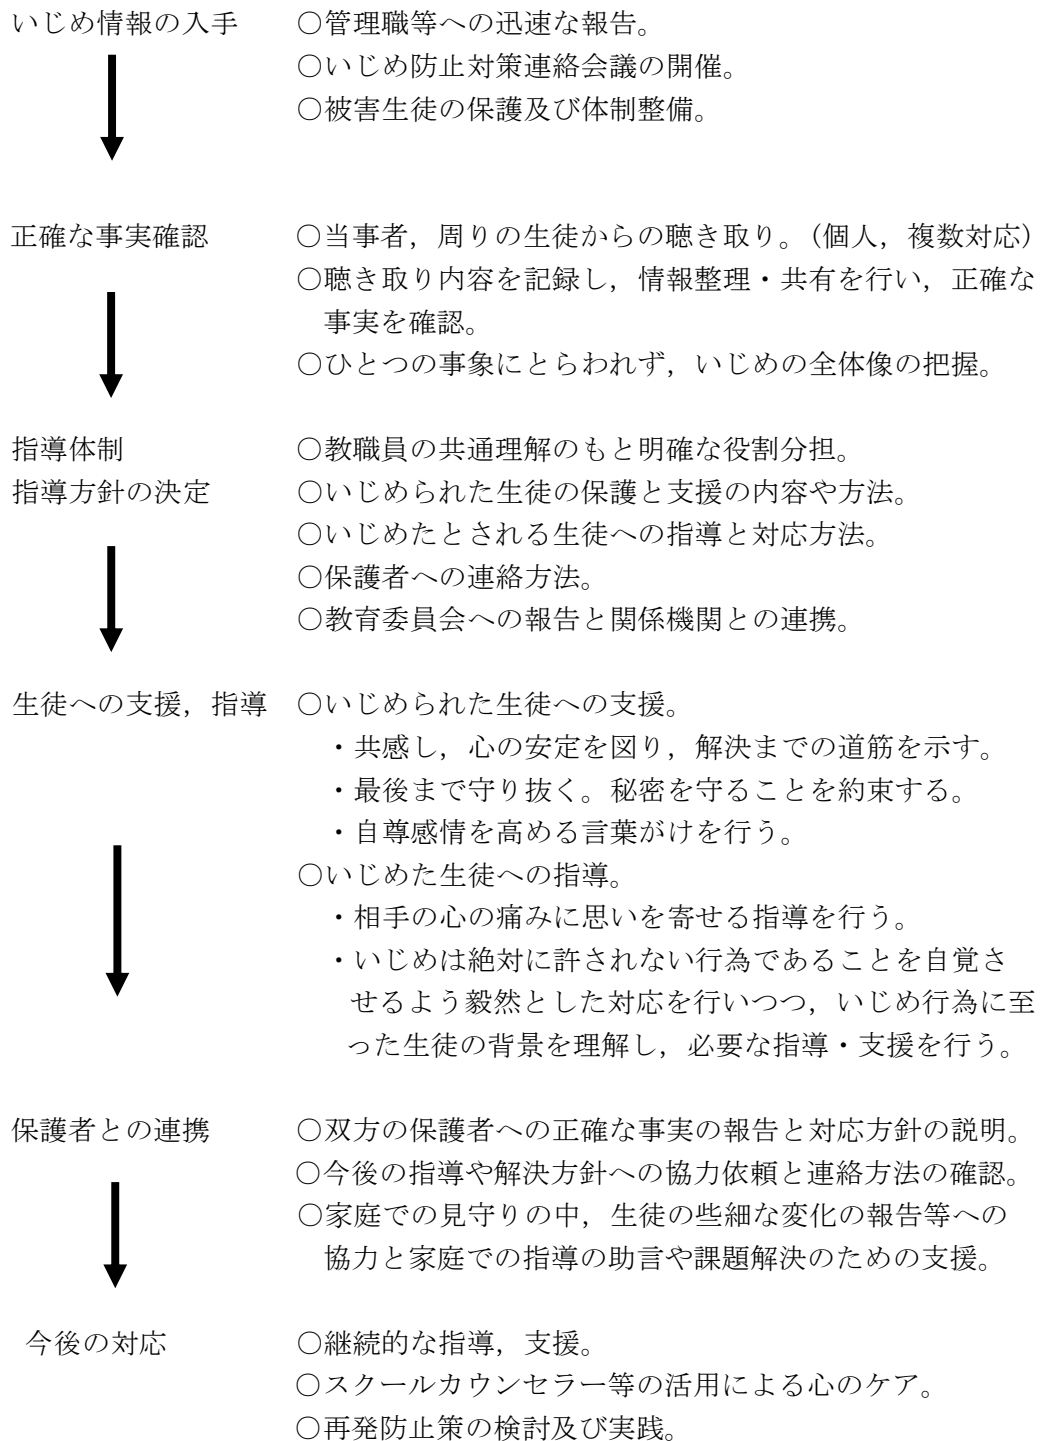 いじめ情報の入手　○管理職等への迅速な報告。
○いじめ防止対策連絡会議の開催。
○被害生徒の保護及び体制整備。
正確な事実確認　○当事者，周りの生徒からの聴き取り。（個人，複数対応）
○聴き取り内容を記録し，情報整理・共有を行い，正確な
事実を確認。
○ひとつの事象にとらわれず，いじめの全体像の把握。
指導体制　○教職員の共通理解のもと明確な役割分担。
指導方針の決定　○いじめられた生徒の保護と支援の内容や方法。
○いじめたとされる生徒への指導と対応方法。
○保護者への連絡方法。
○教育委員会への報告と関係機関との連携。
生徒への支援，指導　○いじめられた生徒への支援。
・共感し，心の安定を図り，解決までの道筋を示す。
・最後まで守り抜く。秘密を守ることを約束する。
・自尊感情を高める言葉がけを行う。
○いじめた生徒への指導。
・相手の心の痛みに思いを寄せる指導を行う。
・いじめは絶対に許されない行為であることを自覚さ
せるよう毅然とした対応を行いつつ，いじめ行為に至
った生徒の背景を理解し，必要な指導・支援を行う。
保護者との連携　○双方の保護者への正確な事実の報告と対応方針の説明。
○今後の指導や解決方針への協力依頼と連絡方法の確認。
○家庭での見守りの中，生徒の些細な変化の報告等への
協力と家庭での指導の助言や課題解決のための支援。
今後の対応　○継続的な指導，支援。
○スクールカウンセラー等の活用による心のケア。
○再発防止策の検討及び実践。